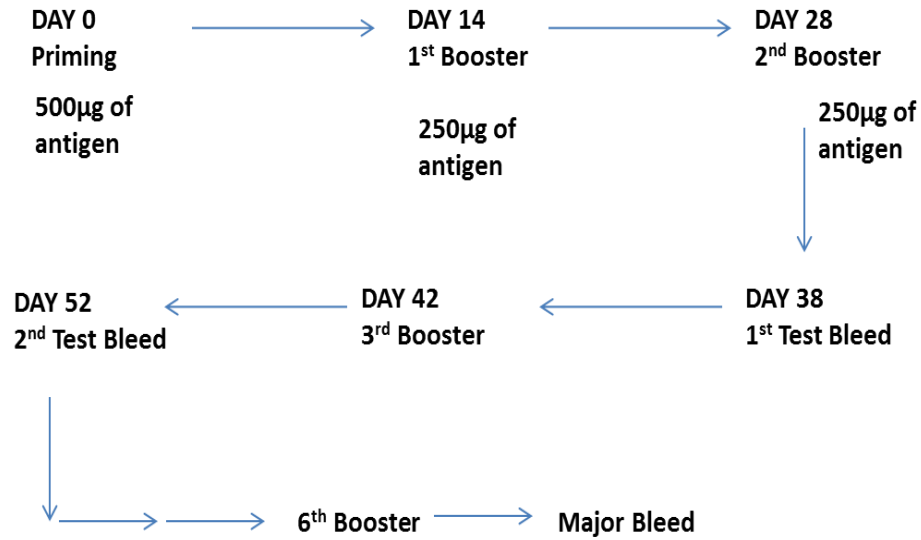 DAY 0
Priming
500µg of
antigen
DAY 14
1st Booster
250µg of
antigen
DAY 28
2nd Booster
250µg of
antigen
DAY 38
1st Test Bleed
DAY 42
3rd Booster
DAY 52
2nd Test Bleed
6th Booster
Major Bleed